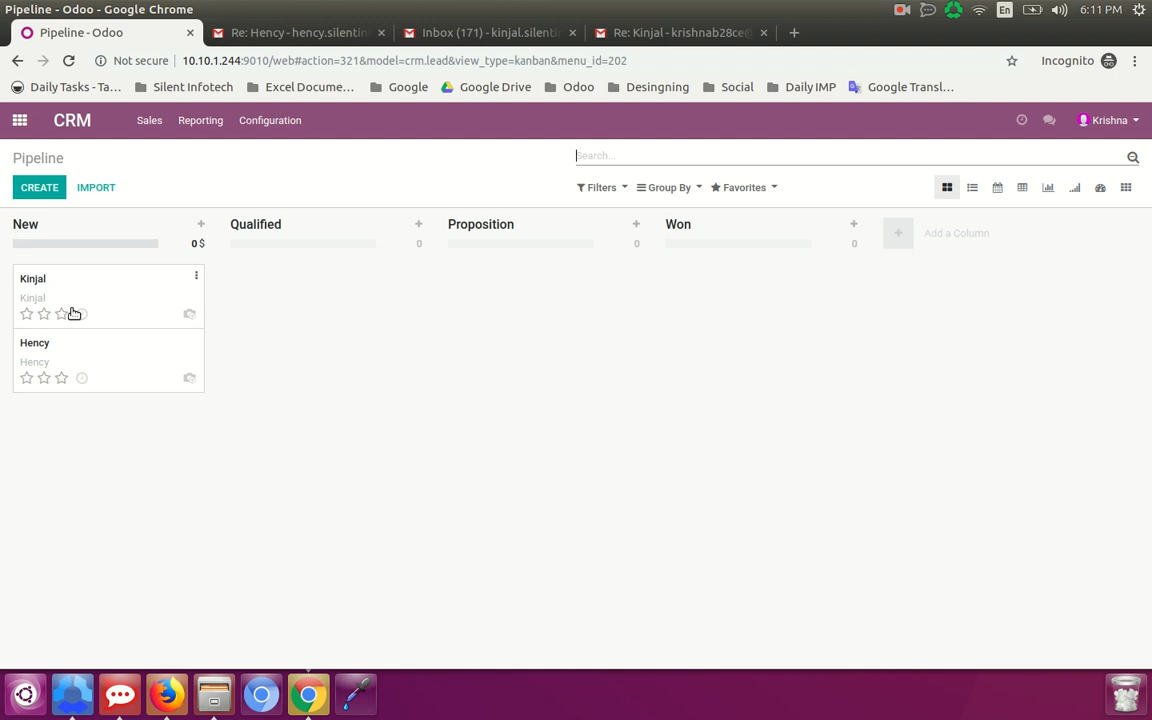 Pipeline - Odoo - Google Chrome
En
6:11 PM
Pipeline - Odoo
Re: Hency - hency.silentin
Inbox (171) - kinjal.silenti
Re: Kinjal - krishnab28ce@
Not secure
10.10.1.244:9010/web#action=321&model=crm.lead&view_type=kanban&menu_id=202
Incognito
Daily Tasks - Ta...
Silent Infotech
Excel Docume...
Google
Google Drive
Odoo
Desingning
Social
Daily IMP
Google Transl...
CRM
Sales
Reporting
Configuration
Krishna
Pipeline
Search...
CREATE
IMPORT
Filters
Group By
Favorites
New
0 $
Qualified
0
Proposition
0
Won
0
Add a Column
Kinjal
Kinjal
Hency
Hency